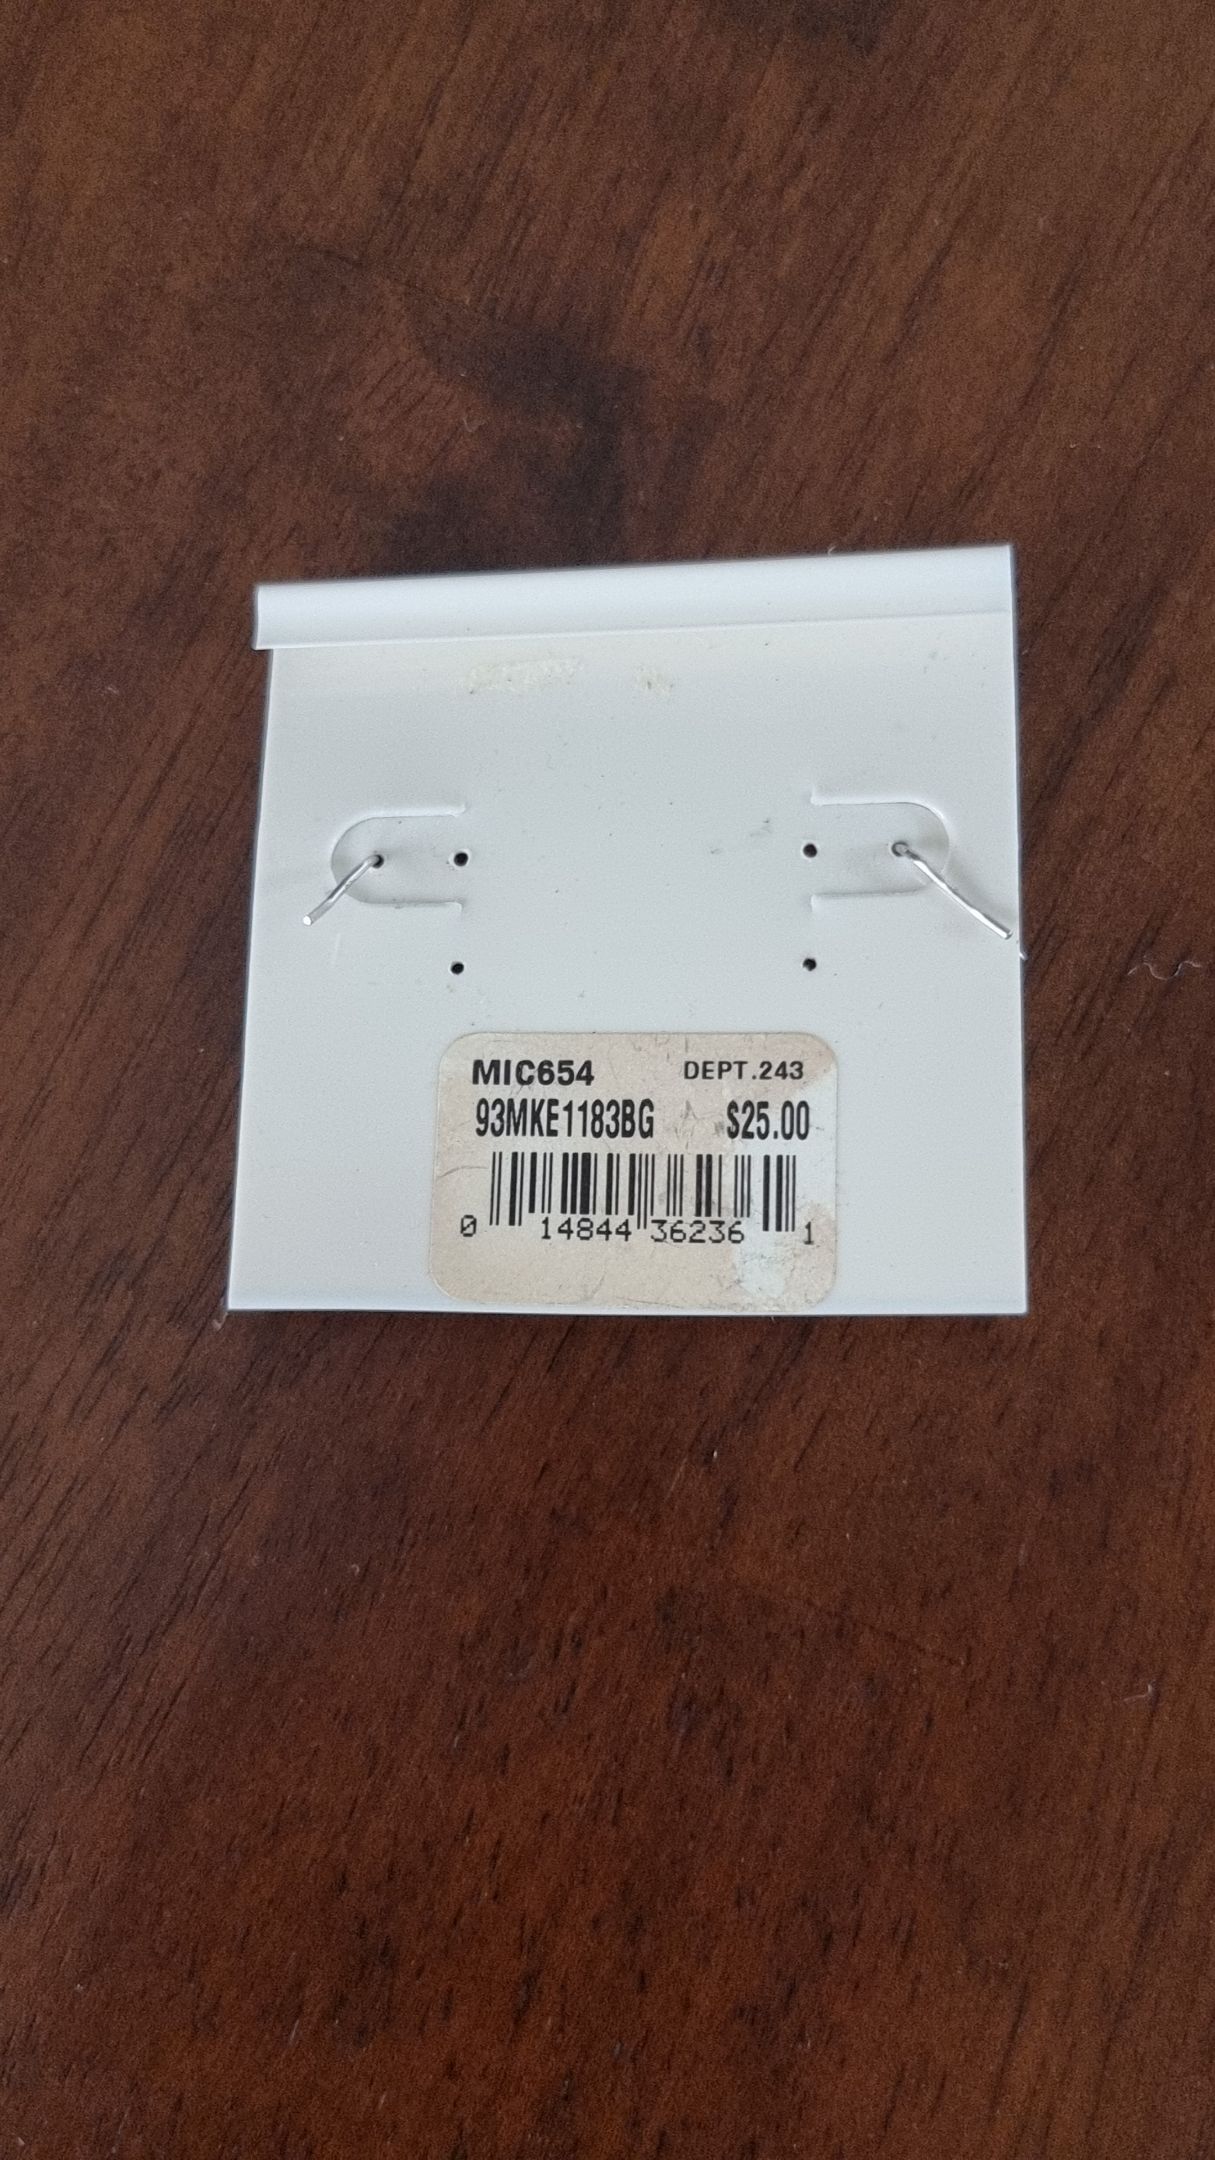 MIC654 DEPT.243
93MKE1183BG $25.00
0 14844 36236 1